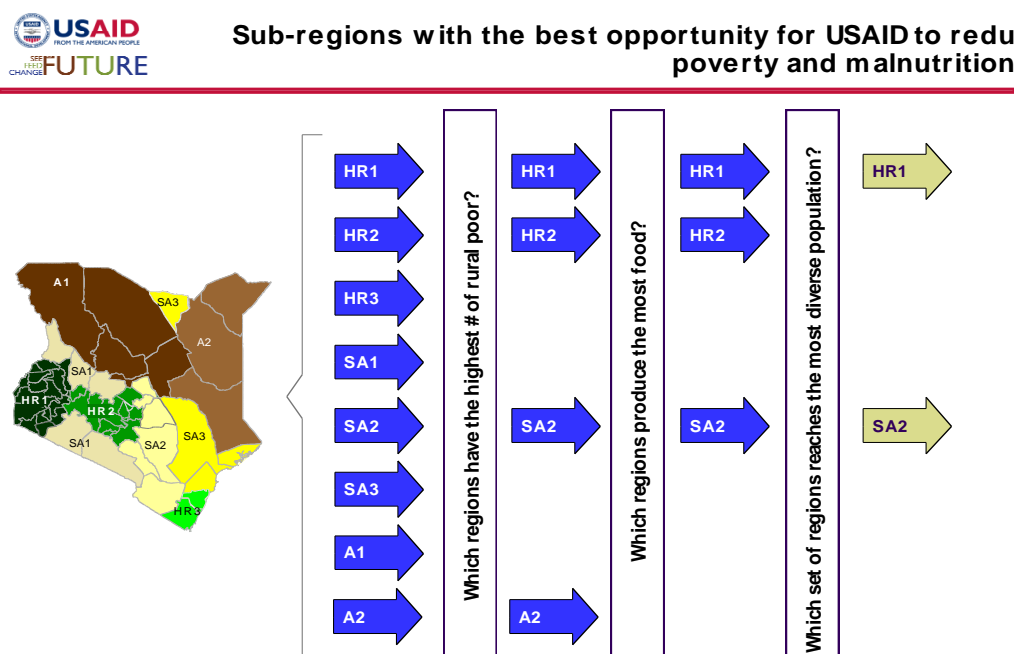 USAID
FROM THE AMERICAN PEOPLE
SEE
FEED
CHANGE
FUTURE
Sub-regions with the best opportunity for USAID to redu
poverty and malnutrition
A1
SA3
A2
SA1
HR1
HR2
SA1
SA2
SA3
HR3
HR1
HR2
HR3
SA1
SA2
SA3
A1
A2
Which regions have the highest # of rural poor?
HR1
HR2
SA2
A2
Which regions produce the most food?
HR1
HR2
SA2
Which set of regions reaches the most diverse population?
HR1
SA2